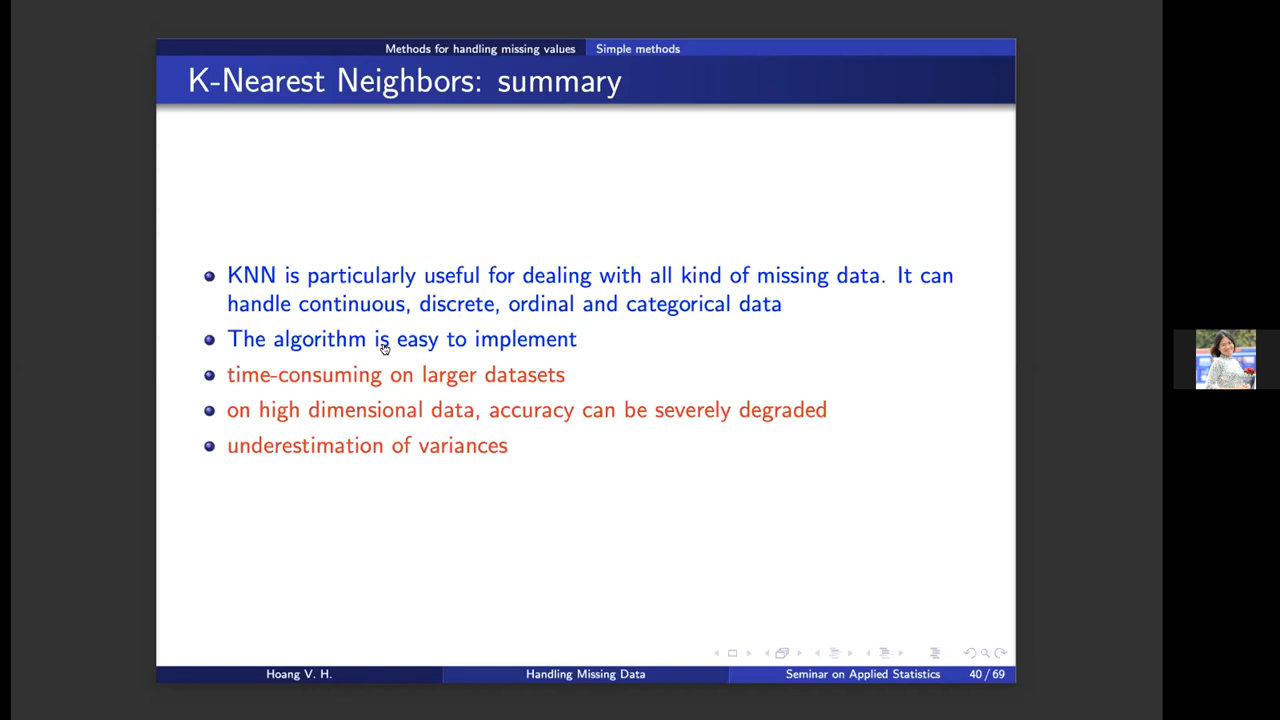 Methods for handling missing values Simple methods
K-Nearest Neighbors: summary
KNN is particularly useful for dealing with all kind of missing data. It can
handle continuous, discrete, ordinal and categorical data
The algorithm is easy to implement
time-consuming on larger datasets
on high dimensional data, accuracy can be severely degraded
underestimation of variances
Hoang V. H. Handling Missing Data Seminar on Applied Statistics 40 / 69